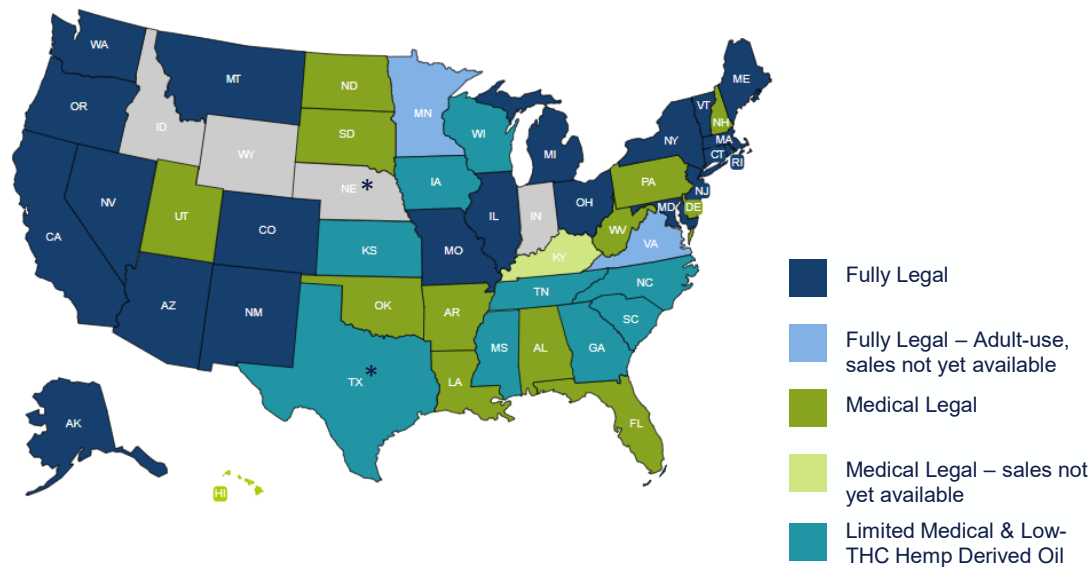 WA
MT
ND
MN
ME
OR
ID
SD
WI
VT
NH
WY
NY
MA
MI
CT
RI
NE *
IA
PA
NV
UT
IL
IN
OH
NJ
CA
CO
MD
DE
KS
MO
WV
VA
KY
AZ
NM
OK
AR
TN
NC
SC
MS
AL
GA
TX *
LA
FL
AK
HI
Fully Legal
Fully Legal – Adult-use,
sales not yet available
Medical Legal
Medical Legal – sales not
yet available
Limited Medical & Low-
THC Hemp Derived Oil